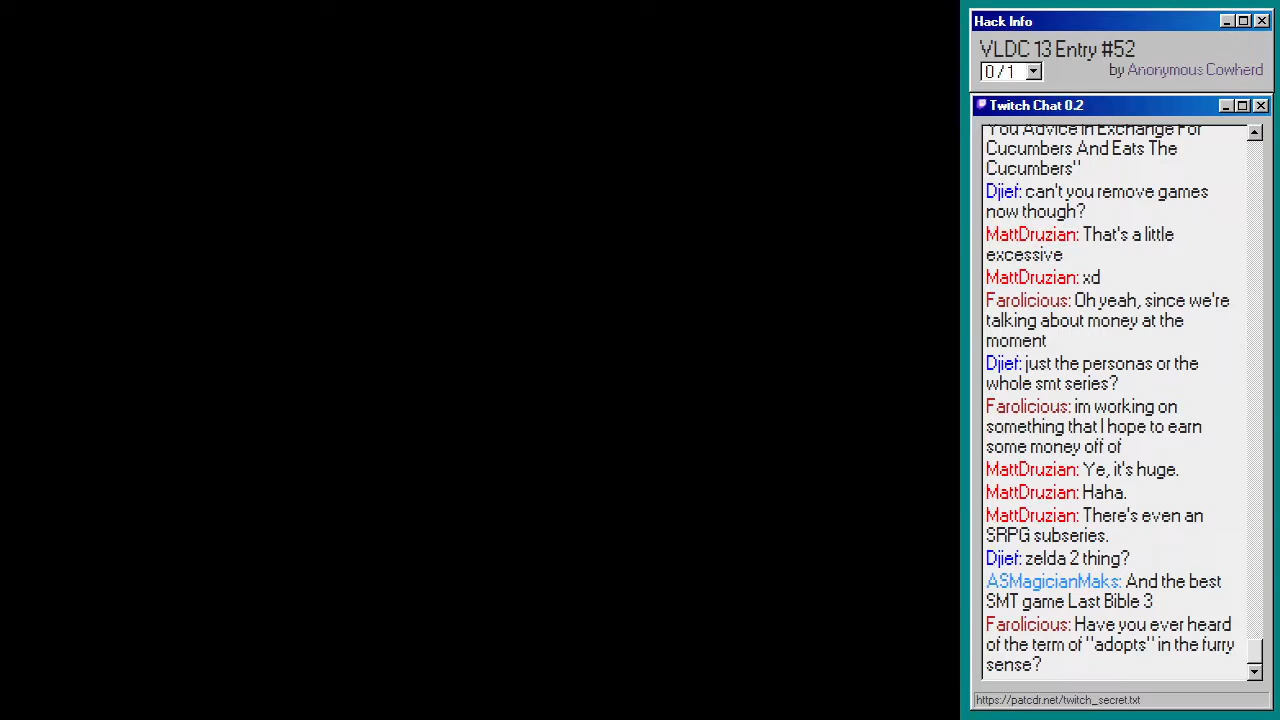 Hack Info
VLDC 13 Entry #52
0/1
by Anonymous Cowherd
Twitch Chat 0.2
You Advice In Exchange For
Cucumbers And Eats The
Cucumbers"
Djief: can't you remove games
now though?
MattDruzian: That's a little
excessive
MattDruzian: xd
Farolicious: Oh yeah, since we're
talking about money at the
moment
Djief: just the personas or the
whole smt series?
Farolicious: im working on
something that I hope to earn
some money off of
MattDruzian: Ye, it's huge.
MattDruzian: Haha.
MattDruzian: There's even an
SRPG subseries.
Djief: zelda 2 thing?
ASMagicianMaks: And the best
SMT game Last Bible 3
Farolicious: Have you ever heard
of the term of "adopts" in the furry
sense?
https://patcdr.net/twitch_secret.txt